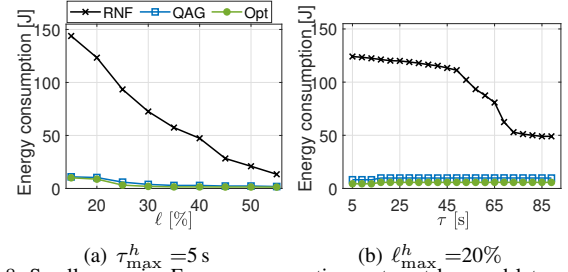 RNF QAG Opt
Energy consumption [J]
150
100
50
0
20 30 40 50
ℓ [%]
(a) τ^h_max =5 s
Energy consumption [J]
150
100
50
0
5 25 45 65 85
τ [s]
(b) ℓ^h_max =20%